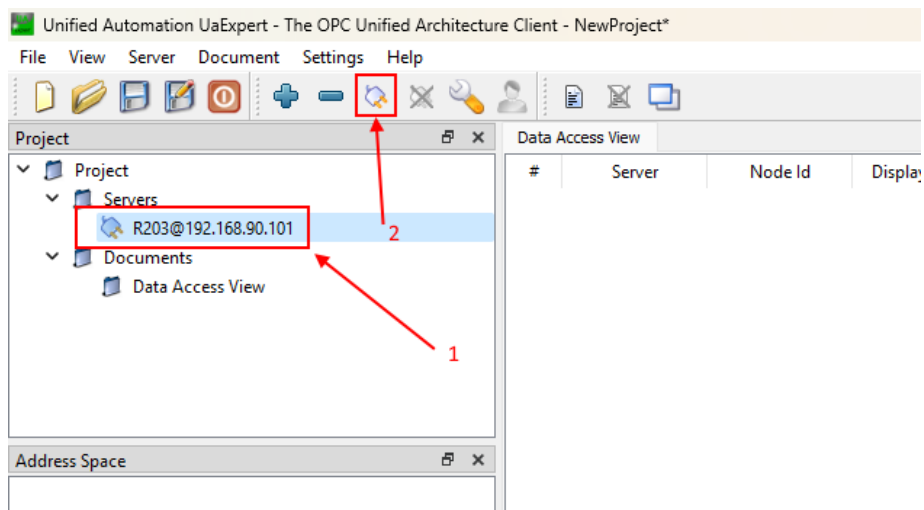 Unified Automation UaExpert - The OPC Unified Architecture Client - NewProject*
File View Server Document Settings Help
Project
Data Access View
Project
# Server Node Id Display
Servers
R203@192.168.90.101
2
Documents
Data Access View
1
Address Space